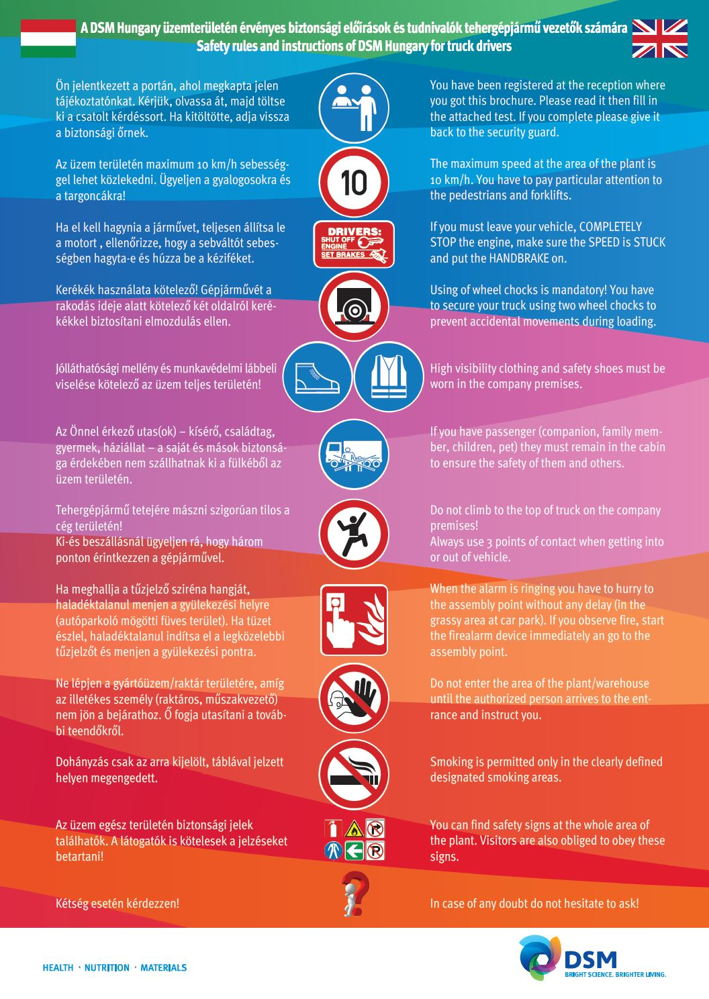 A DSM Hungary üzemterületén érvényes biztonsági előírások és tudnivalók tehergépjármű vezetők számára
Safety rules and instructions of DSM Hungary for truck drivers
Ön jelentkezett a portán, ahol megkapta jelen
tájékoztatónkat. Kérjük, olvassa át, majd töltse
ki a csatolt kérdéssort. Ha kitöltötte, adja vissza
a biztonsági őrnek.
You have been registered at the reception where
you got this brochure. Please read it then fill in
the attached test. If you complete please give it
back to the security guard.
Az üzem területén maximum 10 km/h sebesség-
gel lehet közlekedni. Ügyeljen a gyalogosokra és
a targoncákra!
10
The maximum speed at the area of the plant is
10 km/h. You have to pay particular attention to
the pedestrians and forklifts.
Ha el kell hagynia a járművet, teljesen állítsa le
a motort , ellenőrizze, hogy a sebváltót sebes-
ségben hagyta-e és húzza be a kéziféket.
DRIVERS:
SHUT OFF
ENGINE
SET BRAKES
If you must leave your vehicle, COMPLETELY
STOP the engine, make sure the SPEED is STUCK
and put the HANDBRAKE on.
Kerékék használata kötelező! Gépjárművét a
rakodás ideje alatt kötelező két oldalról keré-
kékkel biztosítani elmozdulás ellen.
Using of wheel chocks is mandatory! You have
to secure your truck using two wheel chocks to
prevent accidental movements during loading.
Jólláthatósági mellény és munkavédelmi lábbeli
viselése kötelező az üzem teljes területén!
High visibility clothing and safety shoes must be
worn in the company premises.
Az Önnel érkező utas(ok) – kísérő, családtag,
gyermek, háziállat – a saját és mások biztonsá-
ga érdekében nem szállhatnak ki a fülkéből az
üzem területén.
If you have passenger (companion, family mem-
ber, children, pet) they must remain in the cabin
to ensure the safety of them and others.
Tehergépjármű tetejére mászni szigorúan tilos a
cég területén!
Ki-és beszállásnál ügyeljen rá, hogy három
ponton érintkezzen a gépjárművel.
Do not climb to the top of truck on the company
premises!
Always use 3 points of contact when getting into
or out of vehicle.
Ha meghallja a tűzjelző sziréna hangját,
haladéktalanul menjen a gyülekezési helyre
(autóparkoló mögötti füves terület). Ha tüzet
észlel, haladéktalanul indítsa el a legközelebbi
tűzjelzőt és menjen a gyülekezési pontra.
When the alarm is ringing you have to hurry to
the assembly point without any delay (in the
grassy area at car park). If you observe fire, start
the firealarm device immediately an go to the
assembly point.
Ne lépjen a gyártóüzem/raktár területére, amíg
az illetékes személy (raktáros, műszakvezető)
nem jön a bejárathoz. Ő fogja utasítani a továb-
bi teendőkről.
Do not enter the area of the plant/warehouse
until the authorized person arrives to the ent-
rance and instruct you.
Dohányzás csak az arra kijelölt, táblával jelzett
helyen megengedett.
Smoking is permitted only in the clearly defined
designated smoking areas.
Az üzem egész területén biztonsági jelek
találhatók. A látogatók is kötelesek a jelzéseket
betartani!
P
You can find safety signs at the whole area of
the plant. Visitors are also obliged to obey these
signs.
Kétség esetén kérdezzen!
?
In case of any doubt do not hesitate to ask!
HEALTH · NUTRITION · MATERIALS
DSM
BRIGHT SCIENCE. BRIGHTER LIVING.